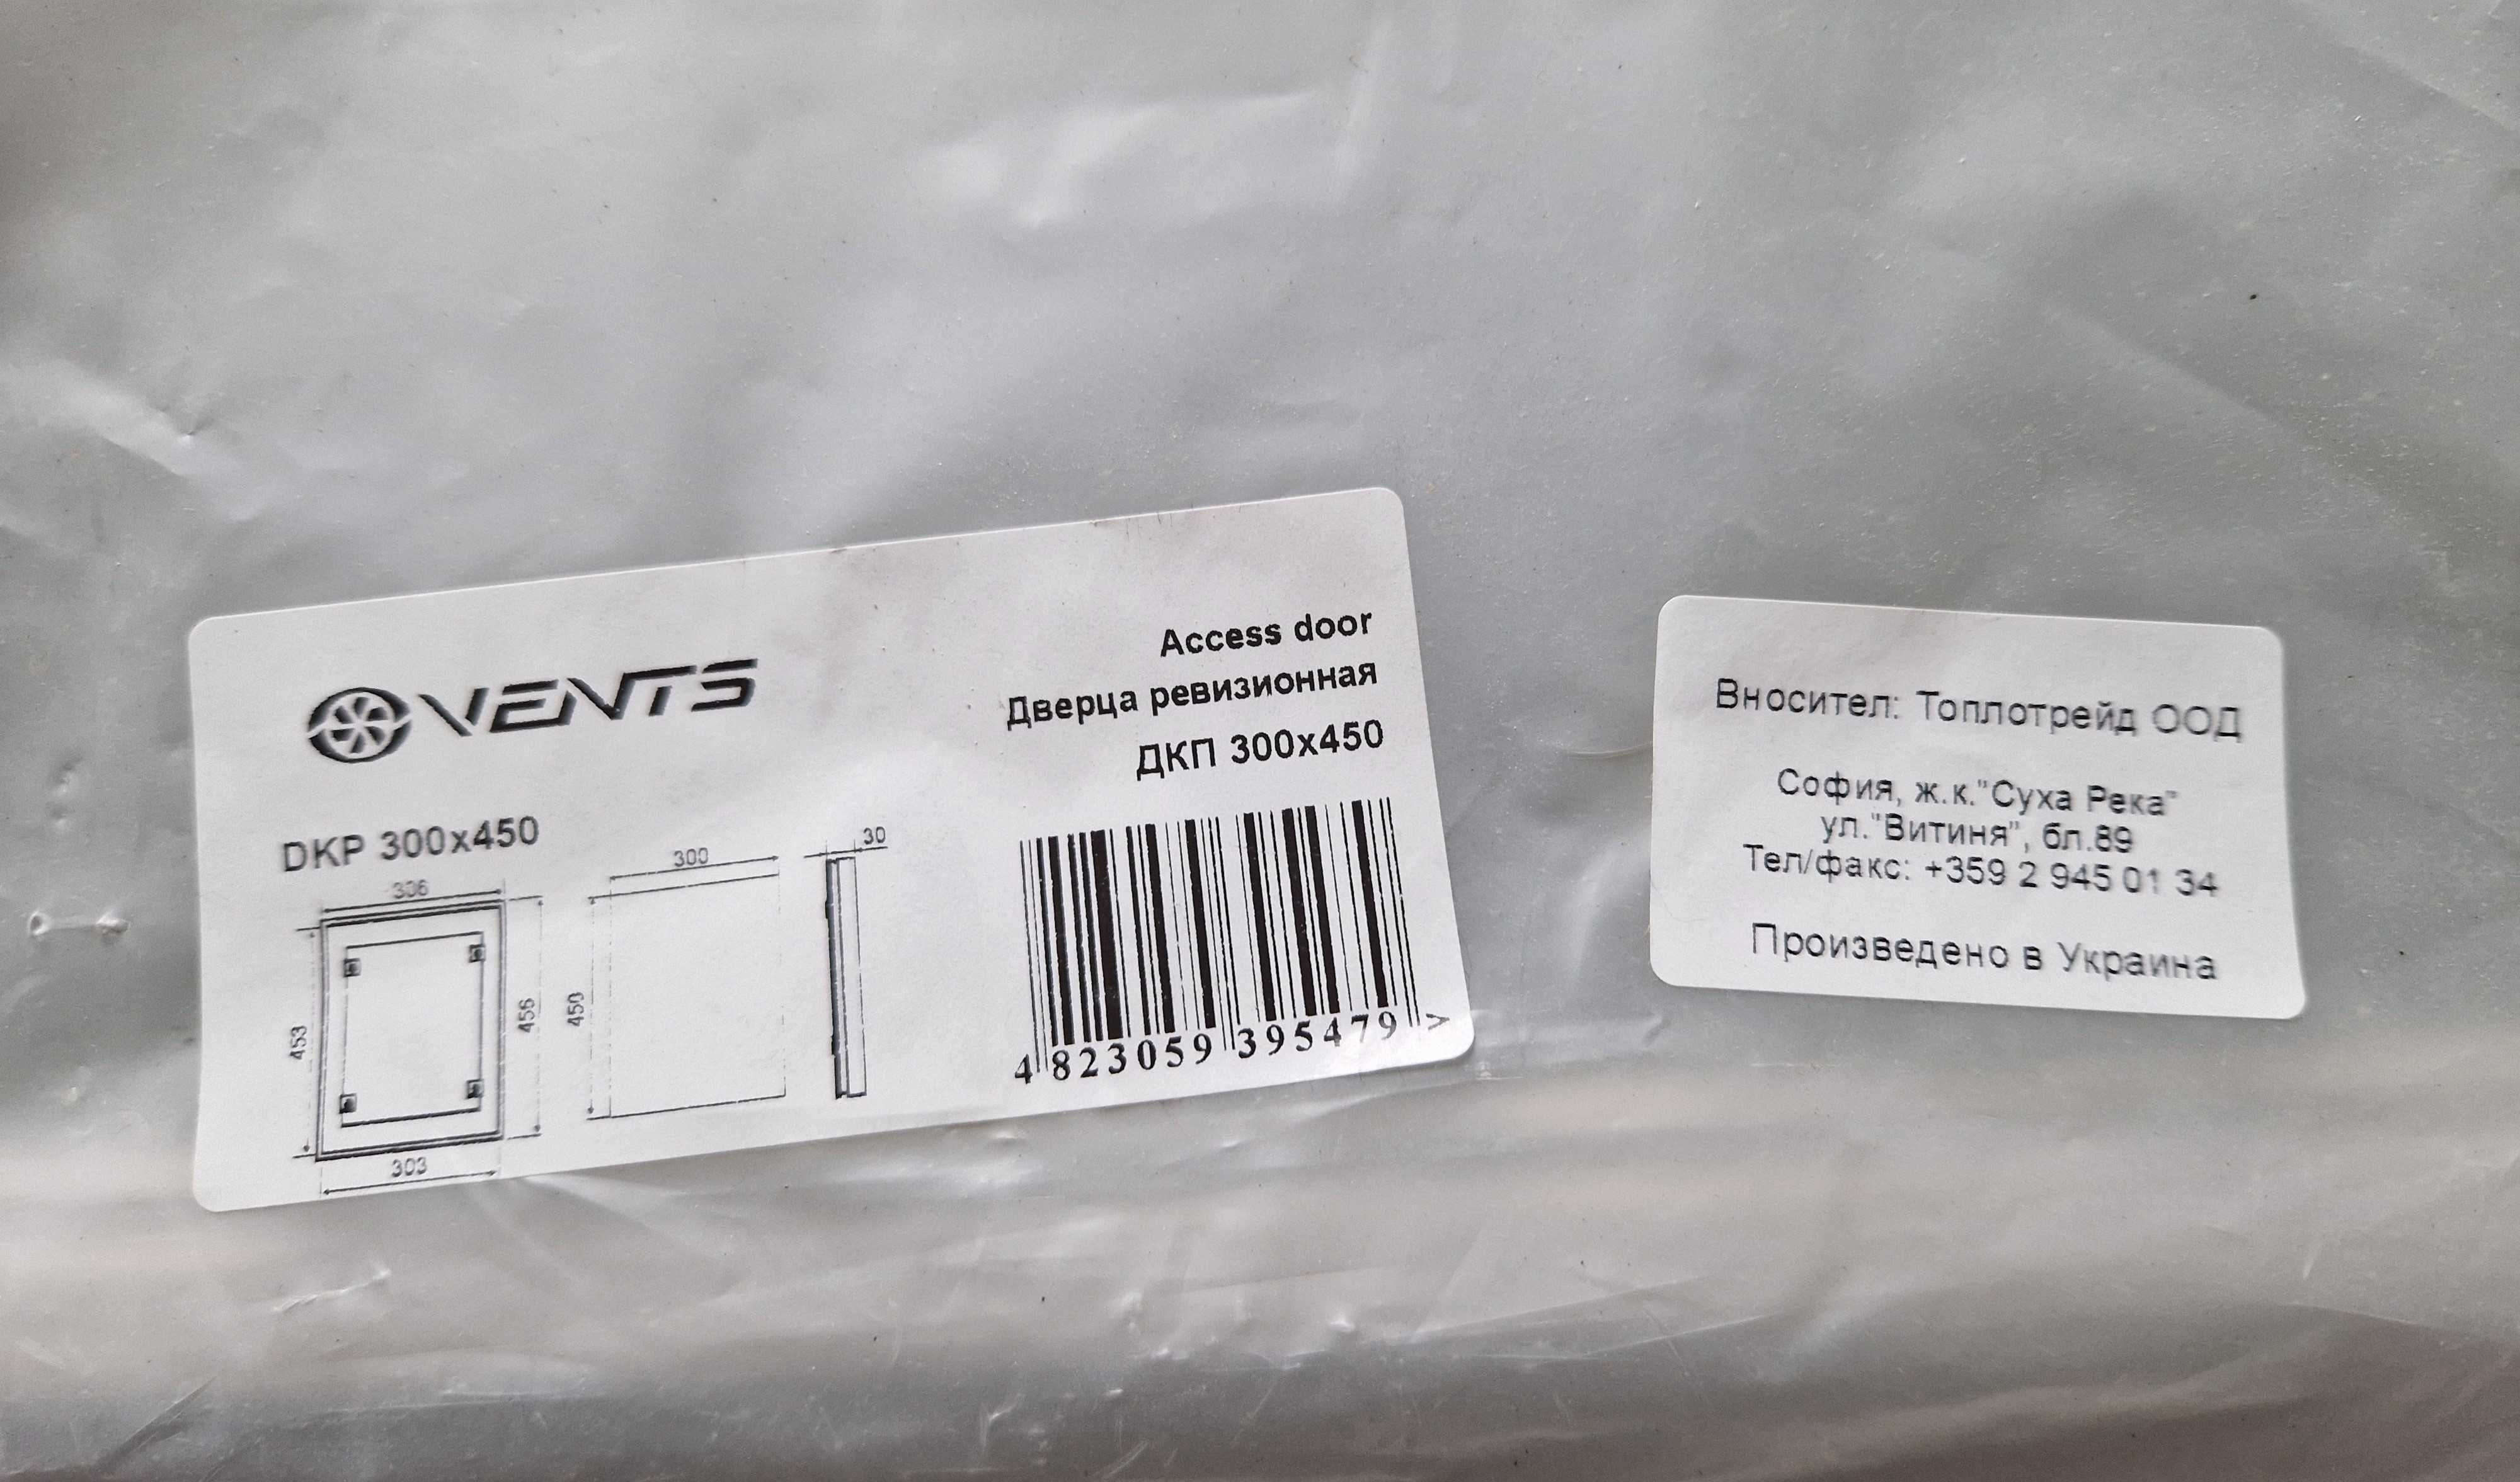 VENTS
Access door
Дверца ревизионная
ДКП 300х450
DKP 300x450
306
453
456
303
300
450
30
4 823059 395479 >
Вносител: Топлотрейд ООД
София, ж.к."Суха Река"
ул."Витиня", бл.89
Тел/факс: +359 2 945 01 34
Произведено в Украина